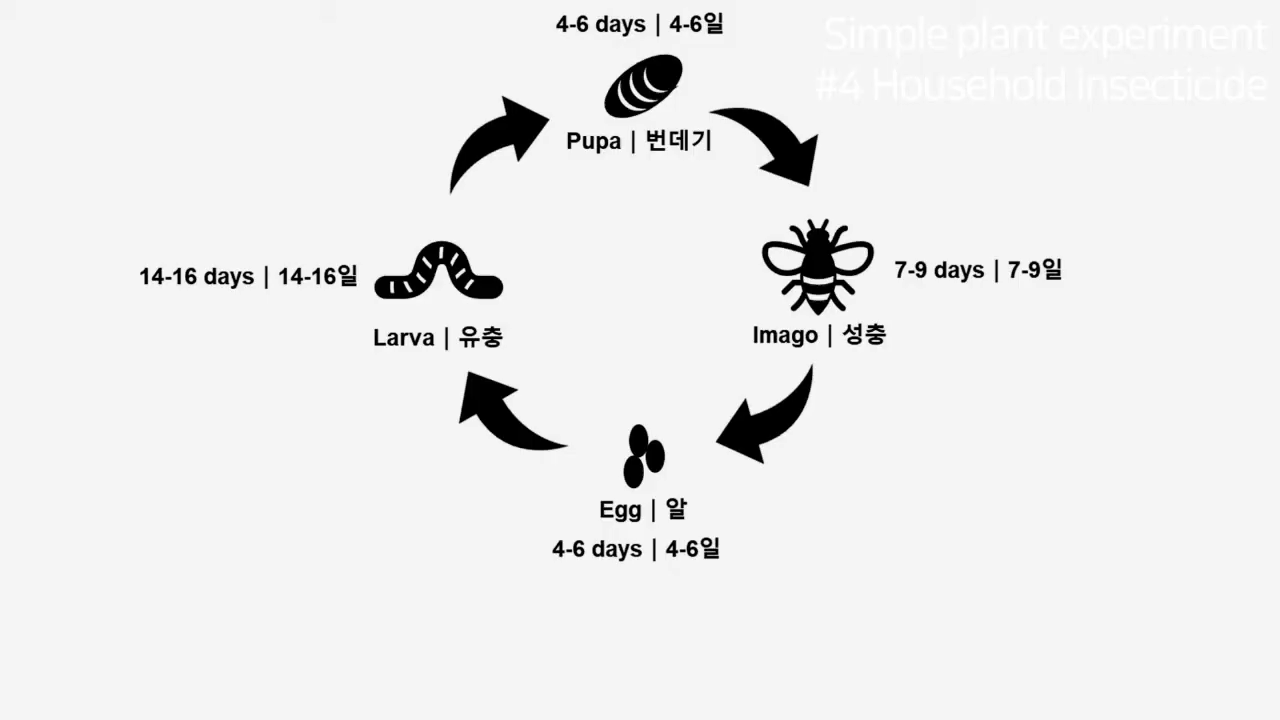 4-6 days | 4-6일
Simple plant experiment
#4 Household insecticide
Pupa | 번데기
14-16 days | 14-16일
7-9 days | 7-9일
Larva | 유충
Imago | 성충
Egg | 알
4-6 days | 4-6일